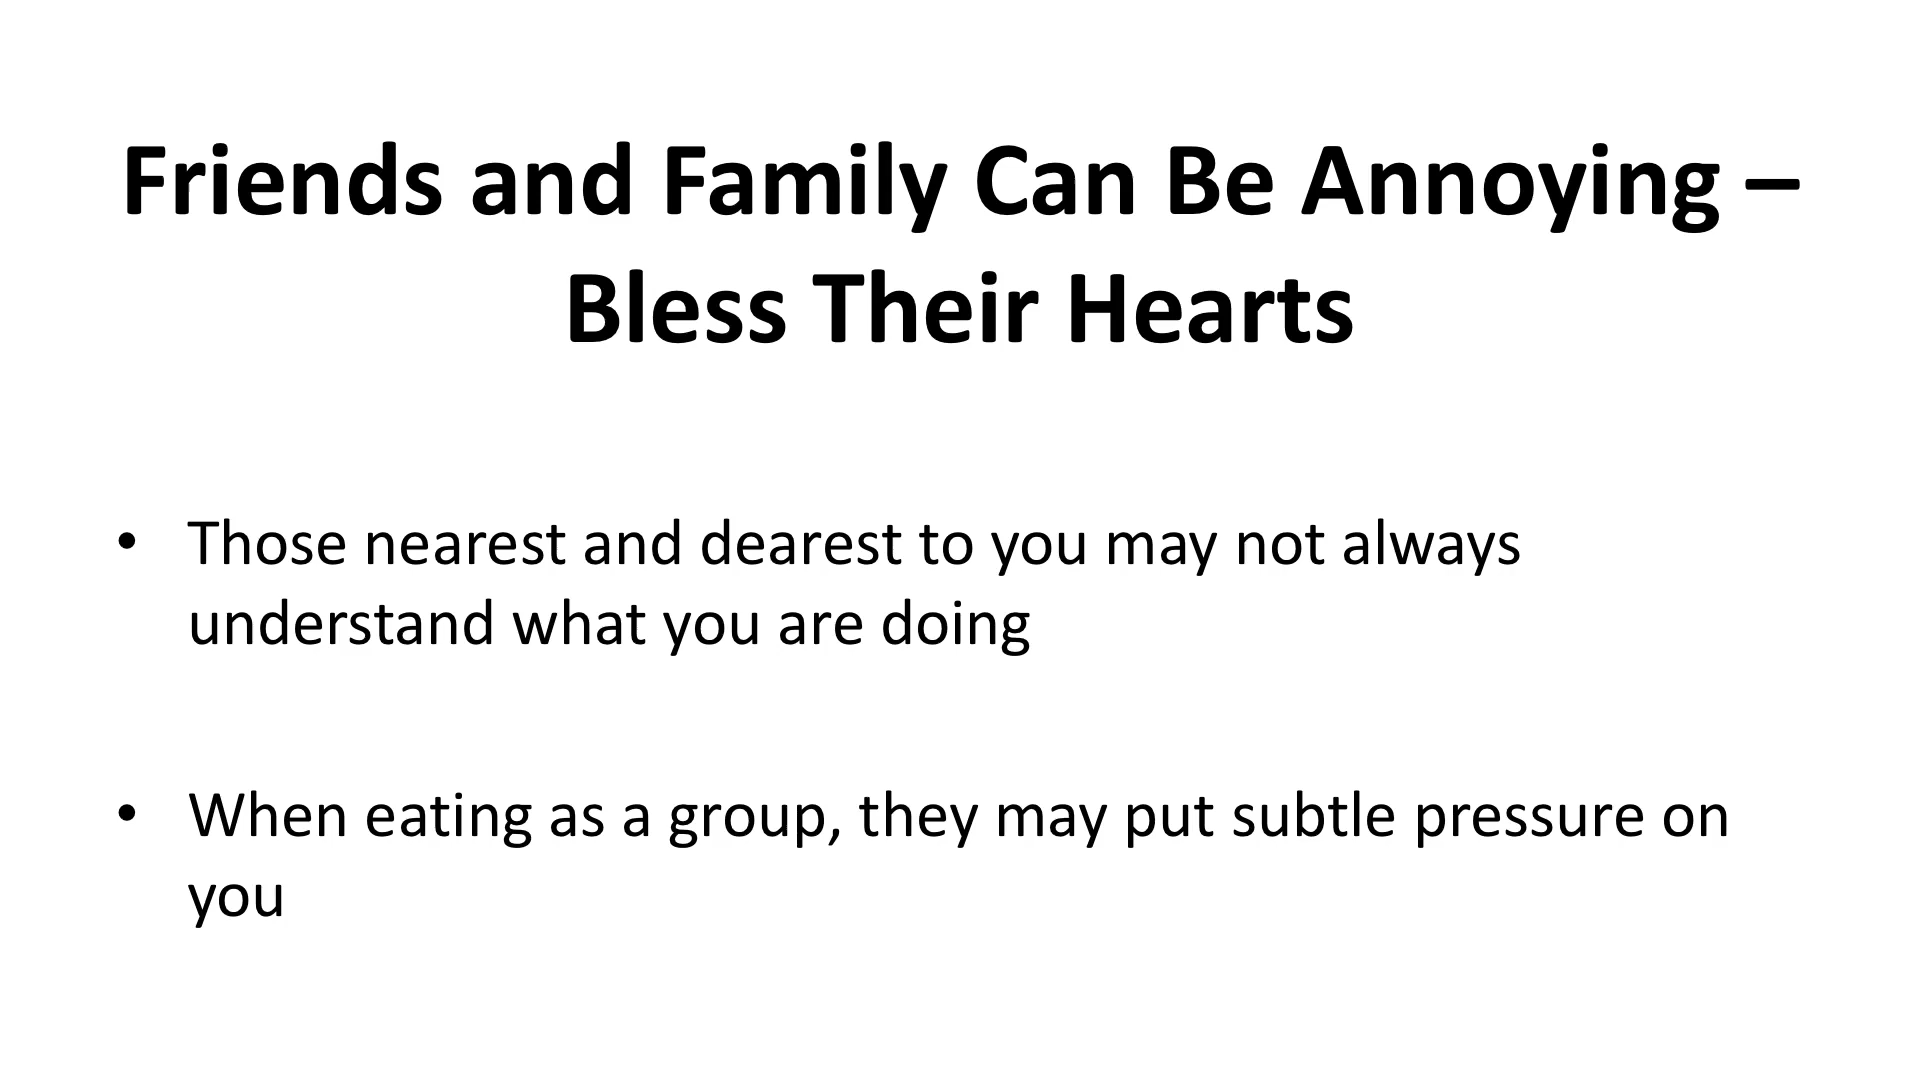 Friends and Family Can Be Annoying –
Bless Their Hearts
• Those nearest and dearest to you may not always
understand what you are doing
• When eating as a group, they may put subtle pressure on
you